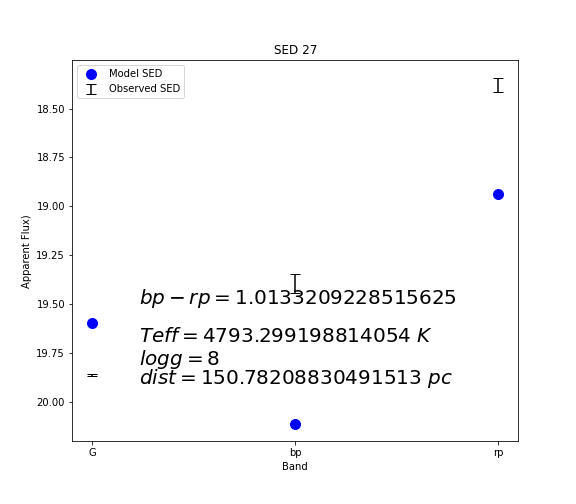 SED 27
Model SED
Observed SED
18.50
18.75
19.00
19.25
19.50
19.75
20.00
Apparent Flux)
bp − rp = 1.0133209228515625
Teff = 4793.299198814054 K
logg = 8
dist = 150.78208830491513 pc
G
bp
rp
Band